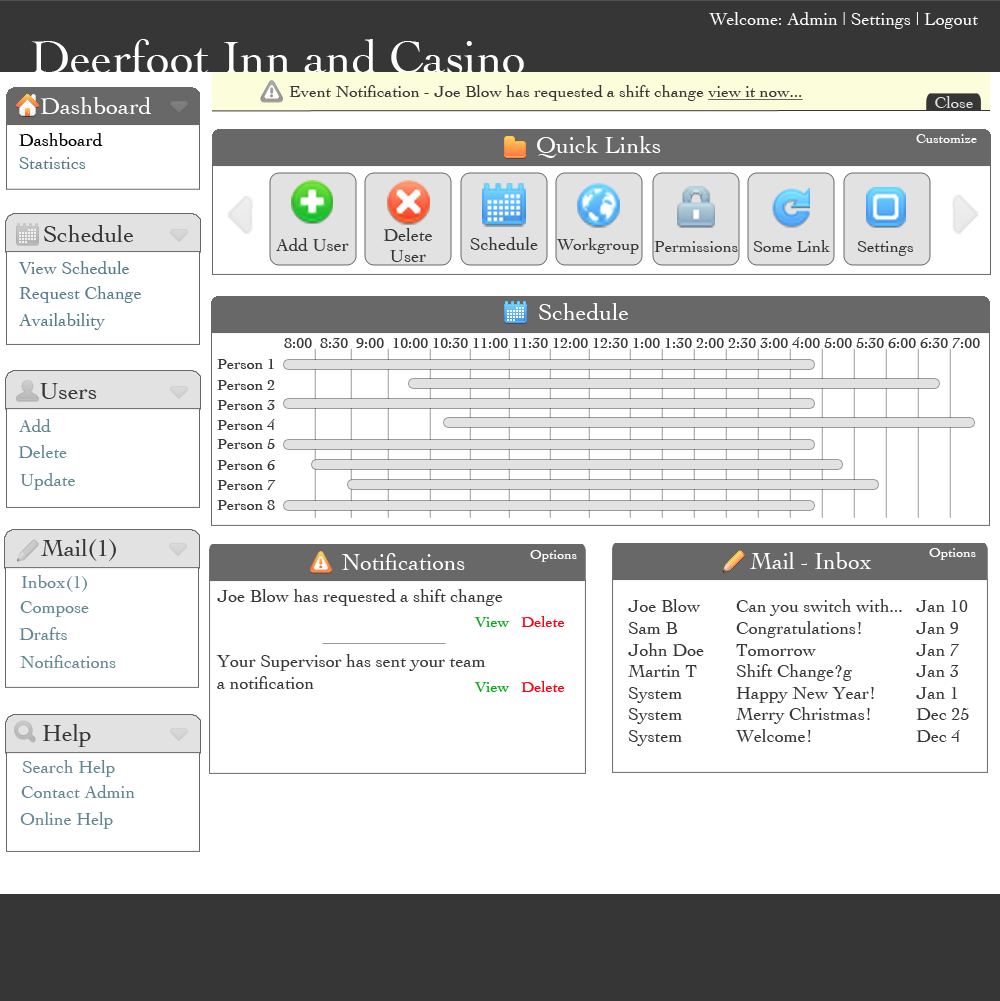 Welcome: Admin | Settings | Logout
Deerfoot Inn and Casino
Event Notification - Joe Blow has requested a shift change view it now...
Close
Dashboard
Dashboard
Statistics
Schedule
View Schedule
Request Change
Availability
Users
Add
Delete
Update
Mail(1)
Inbox(1)
Compose
Drafts
Notifications
Help
Search Help
Contact Admin
Online Help
Quick Links
Customize
Add User
Delete
User
Schedule
Workgroup
Permissions
Some Link
Settings
Schedule
8:00 8:30 9:00 10:00 10:30 11:00 11:30 12:00 12:30 1:00 1:30 2:00 2:30 3:00 4:00 5:00 5:30 6:00 6:30 7:00
Person 1
Person 2
Person 3
Person 4
Person 5
Person 6
Person 7
Person 8
Notifications
Options
Joe Blow has requested a shift change
View Delete
Your Supervisor has sent your team
a notification
View Delete
Mail - Inbox
Options
Joe Blow Can you switch with... Jan 10
Sam B Congratulations! Jan 9
John Doe Tomorrow Jan 7
Martin T Shift Change?g Jan 3
System Happy New Year! Jan 1
System Merry Christmas! Dec 25
System Welcome! Dec 4